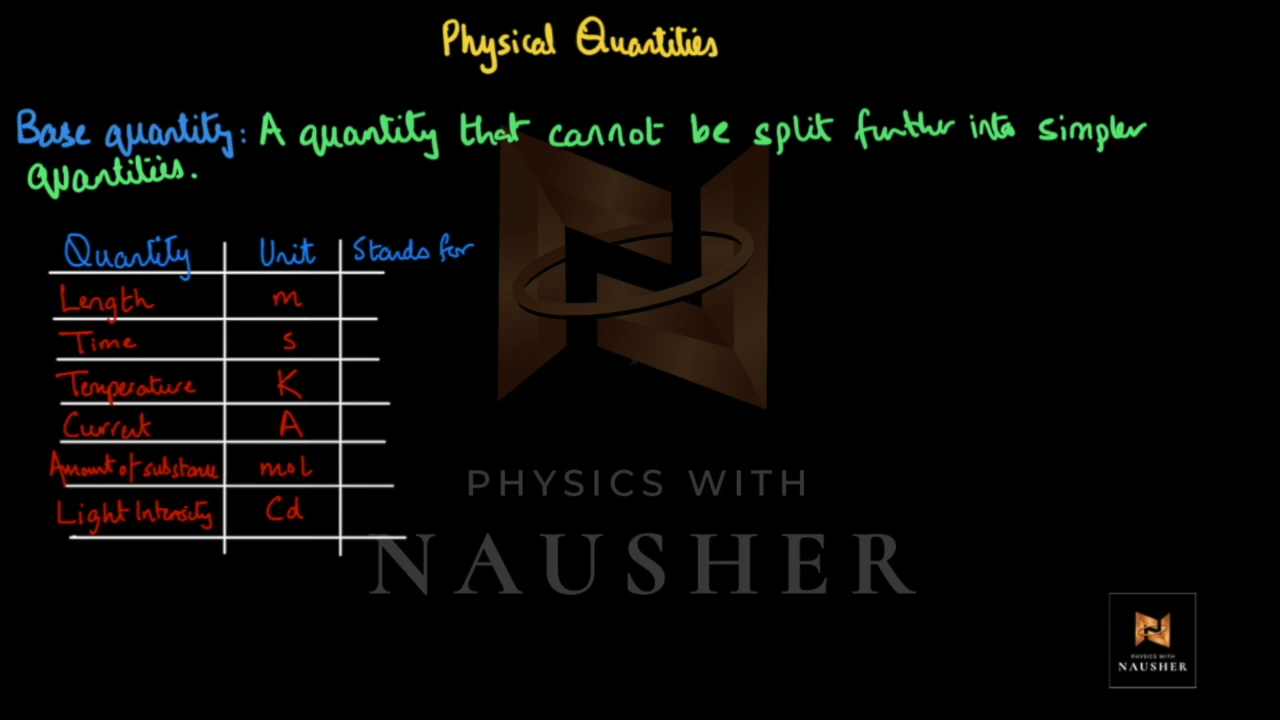 Physical Quantities
Base quantity: A quantity that cannot be split further into simpler
quantities.
Quantity Unit Stands for
Length m
Time s
Temperature K
Current A
Amount of substance mol
Light Intensity Cd
PHYSICS WITH
NAUSHER
PHYSICS WITH
NAUSHER